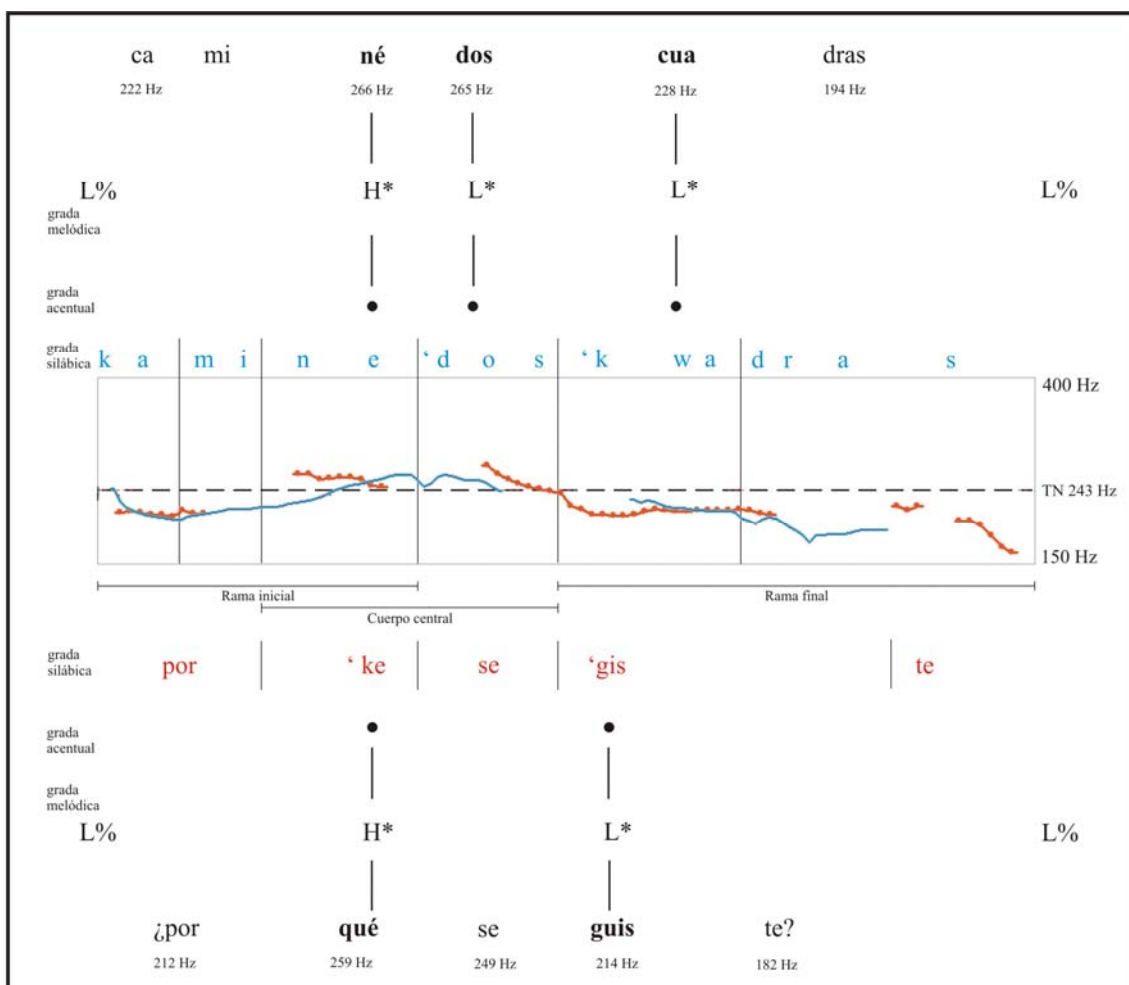 ca mi né dos cua dras
222 Hz 266 Hz 265 Hz 228 Hz 194 Hz
L% H* L* L* L%
grada
melódica
grada
acentual
grada
silábica
k a m i n e ‘d o s ‘k w a d r a s
400 Hz
TN 243 Hz
150 Hz
Rama inicial Rama final
Cuerpo central
grada
silábica
por ‘ke se ‘gis te
grada
acentual
grada
melódica
L% H* L* L%
¿por qué se guis te?
212 Hz 259 Hz 249 Hz 214 Hz 182 Hz